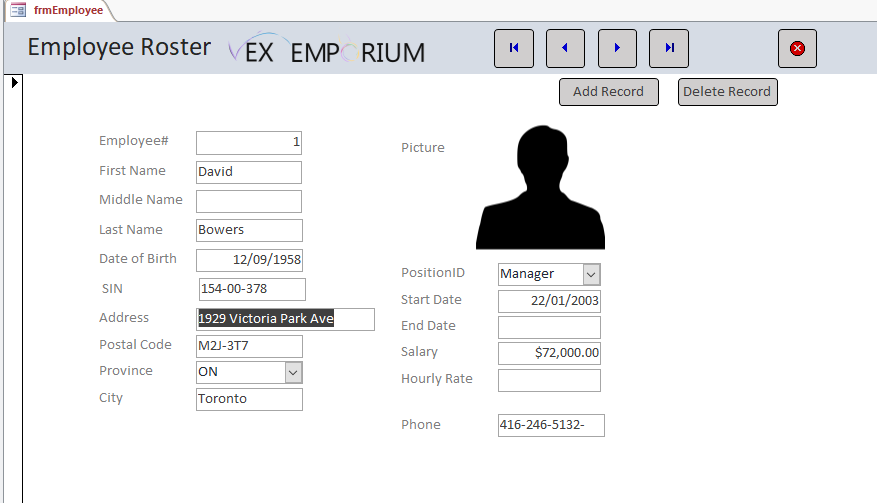 frmEmployee
Employee Roster VEX EMPORIUM
Add Record Delete Record
Employee# 1
First Name David
Middle Name
Last Name Bowers
Date of Birth 12/09/1958
SIN 154-00-378
Address 1929 Victoria Park Ave
Postal Code M2J-3T7
Province ON
City Toronto
Picture
PositionID Manager
Start Date 22/01/2003
End Date
Salary $72,000.00
Hourly Rate
Phone 416-246-5132-